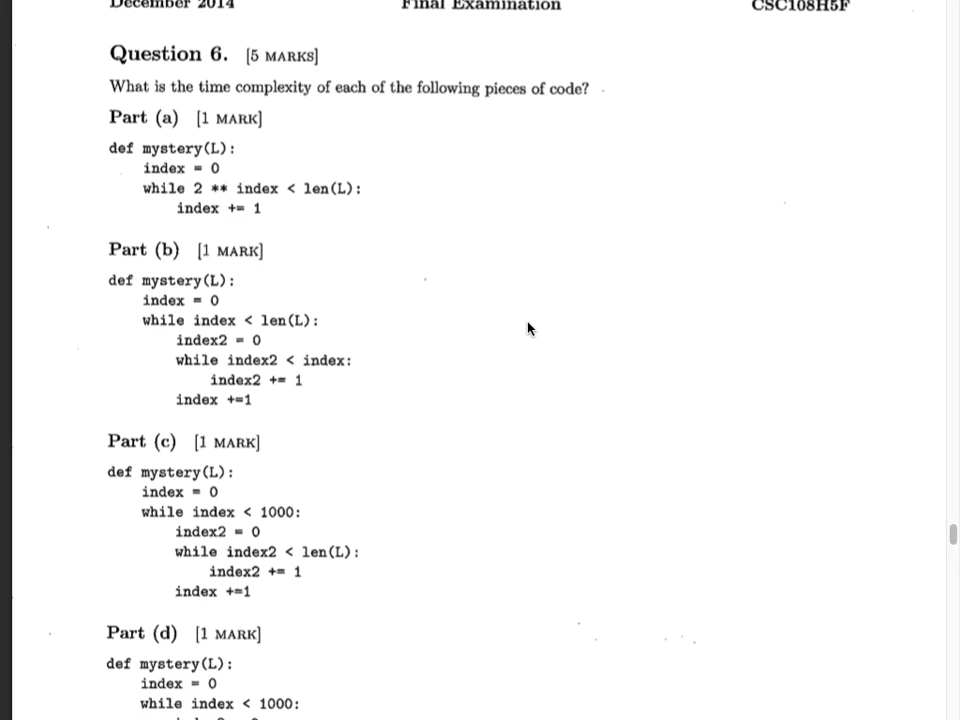 December 2014 Final Examination CSC108H5F
Question 6. [5 MARKS]
What is the time complexity of each of the following pieces of code?
Part (a) [1 MARK]
def mystery(L):
    index = 0
    while 2 ** index < len(L):
        index += 1
Part (b) [1 MARK]
def mystery(L):
    index = 0
    while index < len(L):
        index2 = 0
        while index2 < index:
            index2 += 1
        index +=1
Part (c) [1 MARK]
def mystery(L):
    index = 0
    while index < 1000:
        index2 = 0
        while index2 < len(L):
            index2 += 1
        index +=1
Part (d) [1 MARK]
def mystery(L):
    index = 0
    while index < 1000: